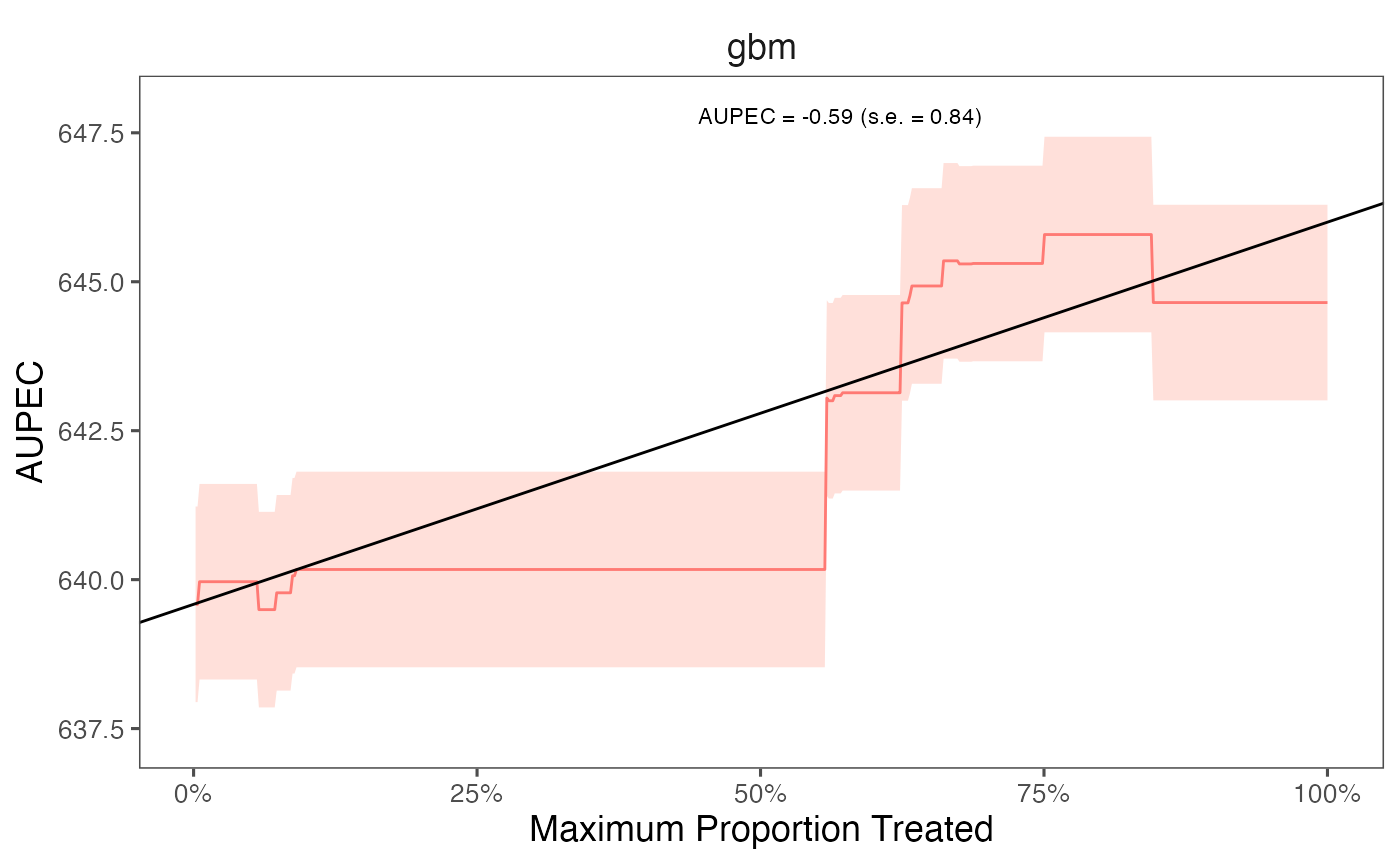 gbm
AUPEC = -0.59 (s.e. = 0.84)
AUPEC
647.5
645.0
642.5
640.0
637.5
0% 25% 50% 75% 100%
Maximum Proportion Treated